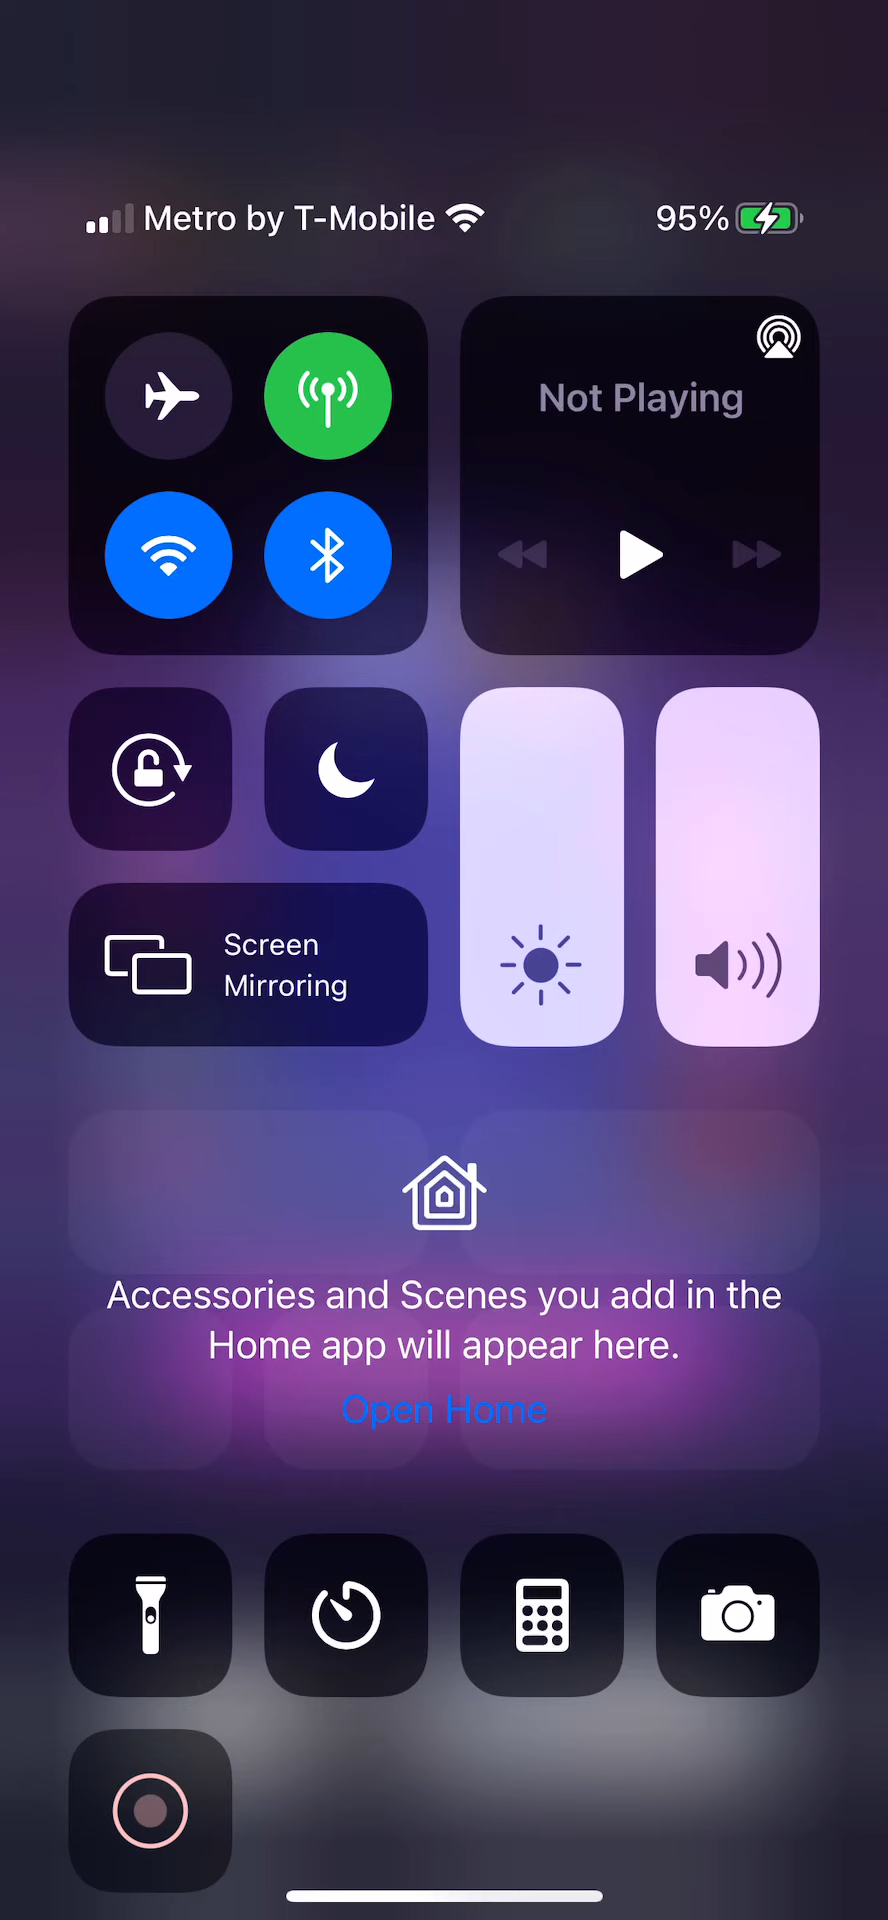 Metro by T-Mobile
95%
Not Playing
Screen
Mirroring
Accessories and Scenes you add in the
Home app will appear here.
Open Home